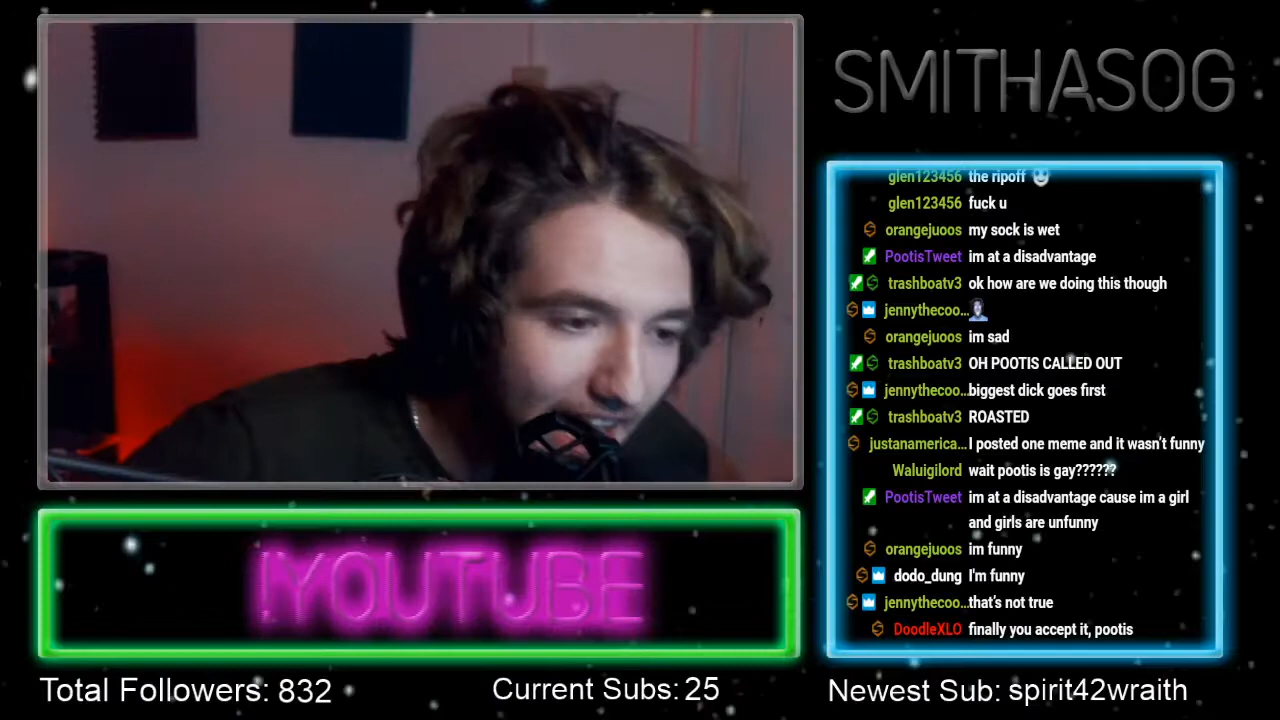 SMITHASOG
glen123456 the ripoff
glen123456 fuck u
orangejuoos my sock is wet
PootisTweet im at a disadvantage
trashboatv3 ok how are we doing this though
jennythecoo...
orangejuoos im sad
trashboatv3 OH POOTIS CALLED OUT
jennythecoo... biggest dick goes first
trashboatv3 ROASTED
justanamerica... I posted one meme and it wasn't funny
Waluigilord wait pootis is gay??????
PootisTweet im at a disadvantage cause im a girl
and girls are unfunny
orangejuoos im funny
dodo_dung I'm funny
jennythecoo... that's not true
DoodleXLO finally you accept it, pootis
!YOUTUBE
Total Followers: 832
Current Subs: 25
Newest Sub: spirit42wraith